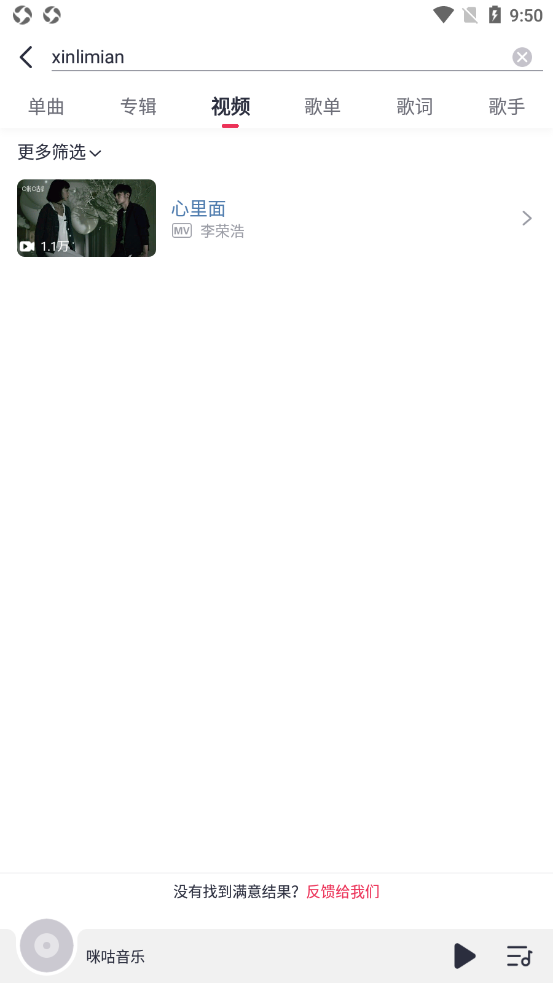 9:50
xinlimian
单曲 专辑 视频 歌单 歌词 歌手
更多筛选
心里面
1.1万
MV 李荣浩
没有找到满意结果？反馈给我们
咪咕音乐